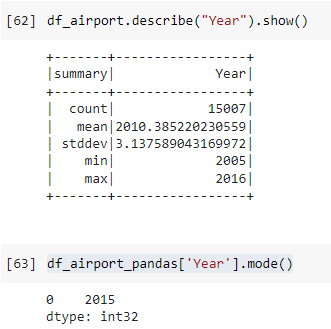 [62] df_airport.describe("Year").show()
+-------+-----------------+
|summary|             Year|
+-------+-----------------+
|  count|            15007|
|   mean|2010.385220230559|
| stddev|3.137589043169972|
|    min|             2005|
|    max|             2016|
+-------+-----------------+
[63] df_airport_pandas['Year'].mode()
0    2015
dtype: int32